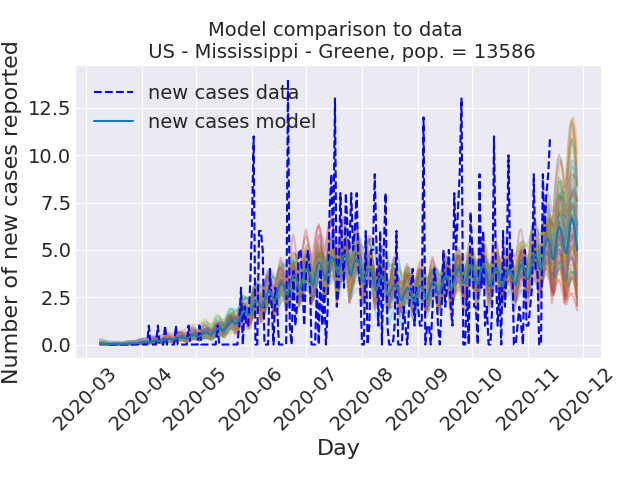 Model comparison to data
US - Mississippi - Greene, pop. = 13586
new cases data
new cases model
Number of new cases reported
12.5
10.0
7.5
5.0
2.5
0.0
2020-03
2020-04
2020-05
2020-06
2020-07
2020-08
2020-09
2020-10
2020-11
2020-12
Day